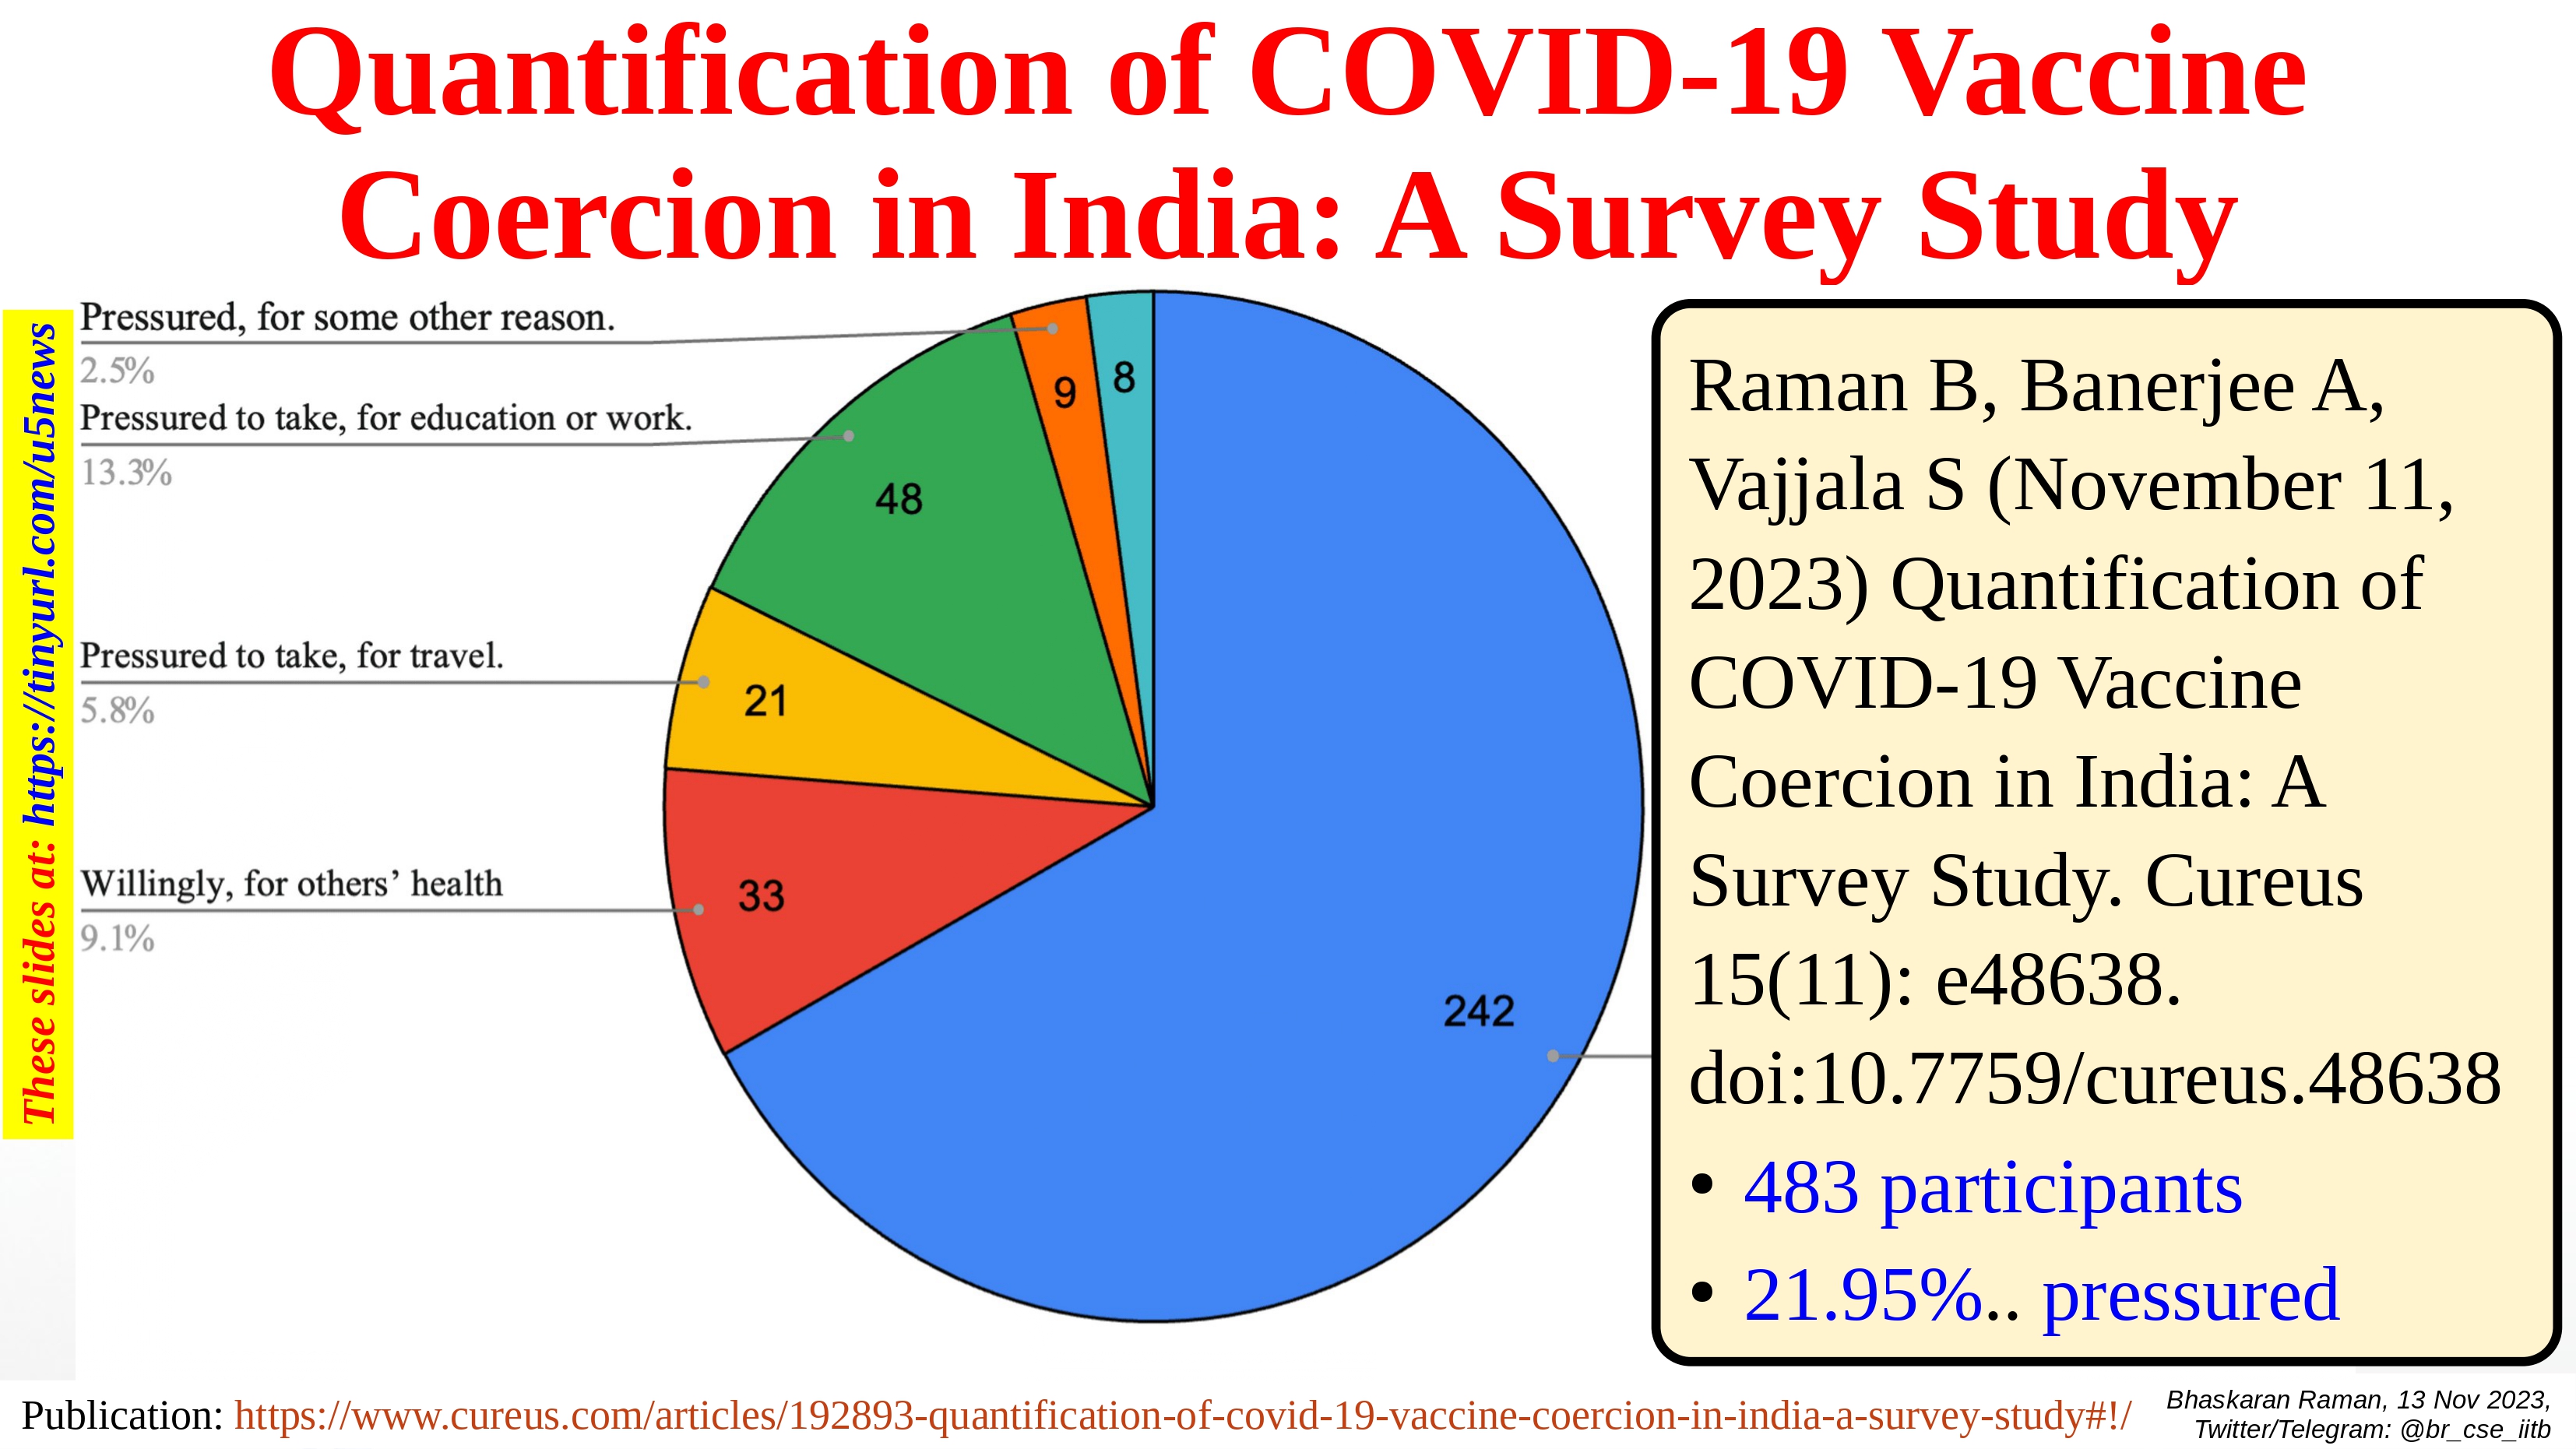 Quantification of COVID-19 Vaccine
Coercion in India: A Survey Study
These slides at: https://tinyurl.com/u5news
Pressured, for some other reason.
2.5%
Pressured to take, for education or work.
13.3%
Pressured to take, for travel.
5.8%
Willingly, for others’ health
9.1%
9
8
48
21
33
242
Raman B, Banerjee A,
Vajjala S (November 11,
2023) Quantification of
COVID-19 Vaccine
Coercion in India: A
Survey Study. Cureus
15(11): e48638.
doi:10.7759/cureus.48638
• 483 participants
• 21.95%.. pressured
Publication: https://www.cureus.com/articles/192893-quantification-of-covid-19-vaccine-coercion-in-india-a-survey-study#!/
Bhaskaran Raman, 13 Nov 2023,
Twitter/Telegram: @br_cse_iitb